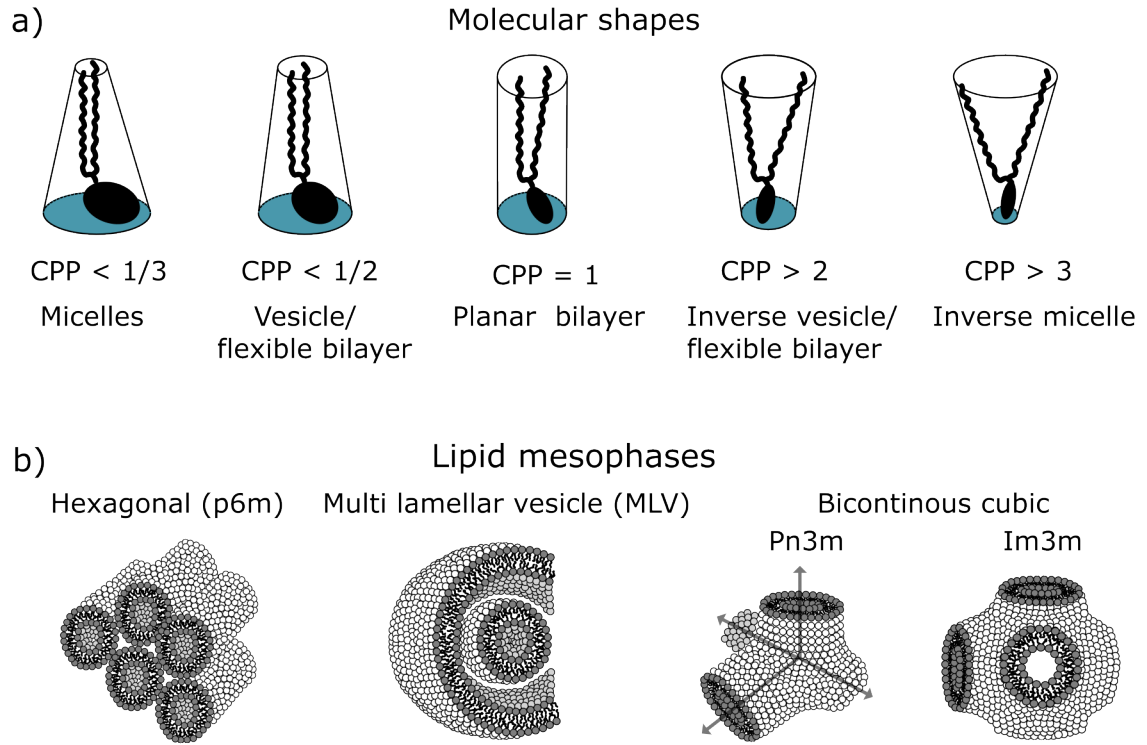 a)
Molecular shapes
CPP < 1/3
CPP < 1/2
CPP = 1
CPP > 2
CPP > 3
Micelles
Vesicle/
flexible bilayer
Planar bilayer
Inverse vesicle/
flexible bilayer
Inverse micelle
b)
Lipid mesophases
Hexagonal (p6m)
Multi lamellar vesicle (MLV)
Bicontinous cubic
Pn3m
Im3m